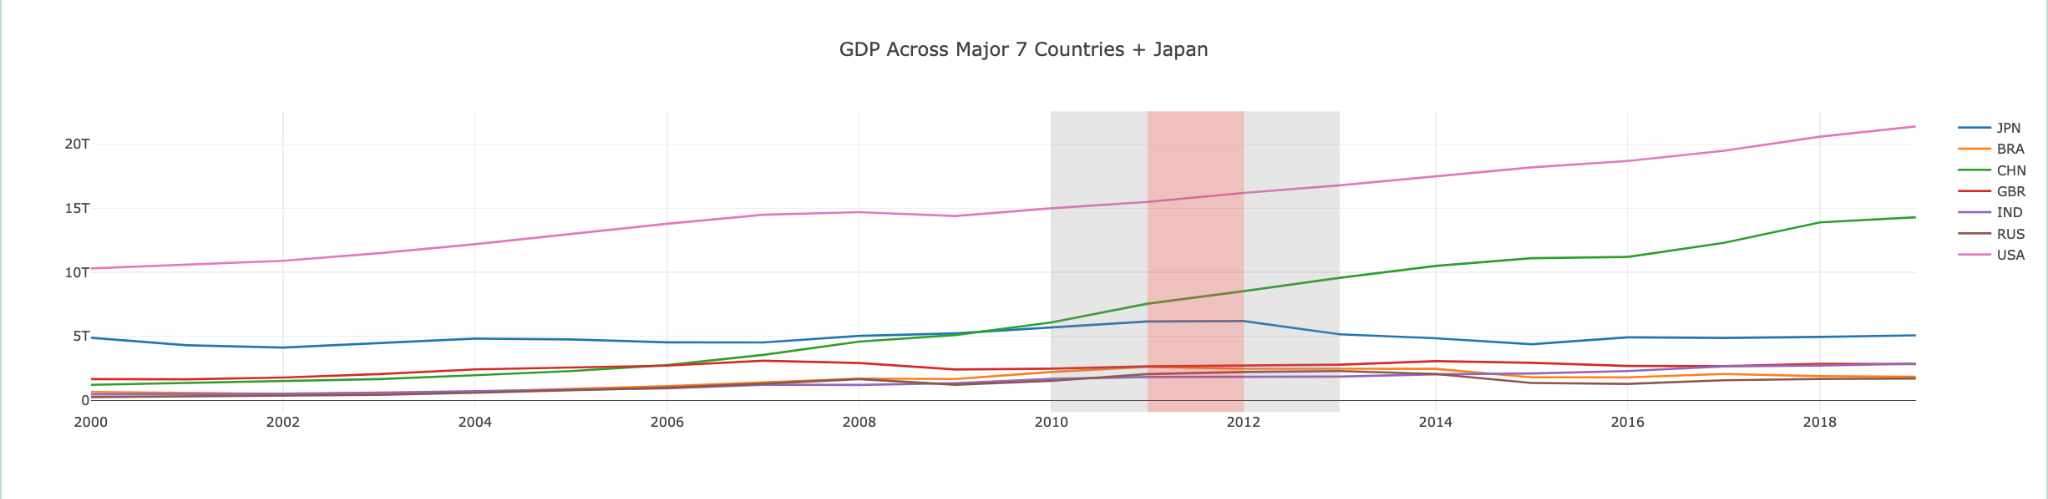 GDP Across Major 7 Countries + Japan
20T
15T
10T
5T
0
2000 2002 2004 2006 2008 2010 2012 2014 2016 2018
JPN
BRA
CHN
GBR
IND
RUS
USA